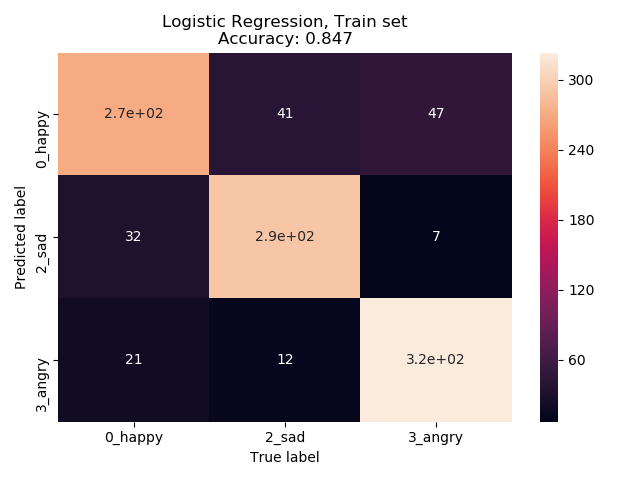 Logistic Regression, Train set
Accuracy: 0.847
Predicted label
0_happy
2.7e+02
41
47
2_sad
32
2.9e+02
7
3_angry
21
12
3.2e+02
0_happy
2_sad
3_angry
True label
300
240
180
120
60